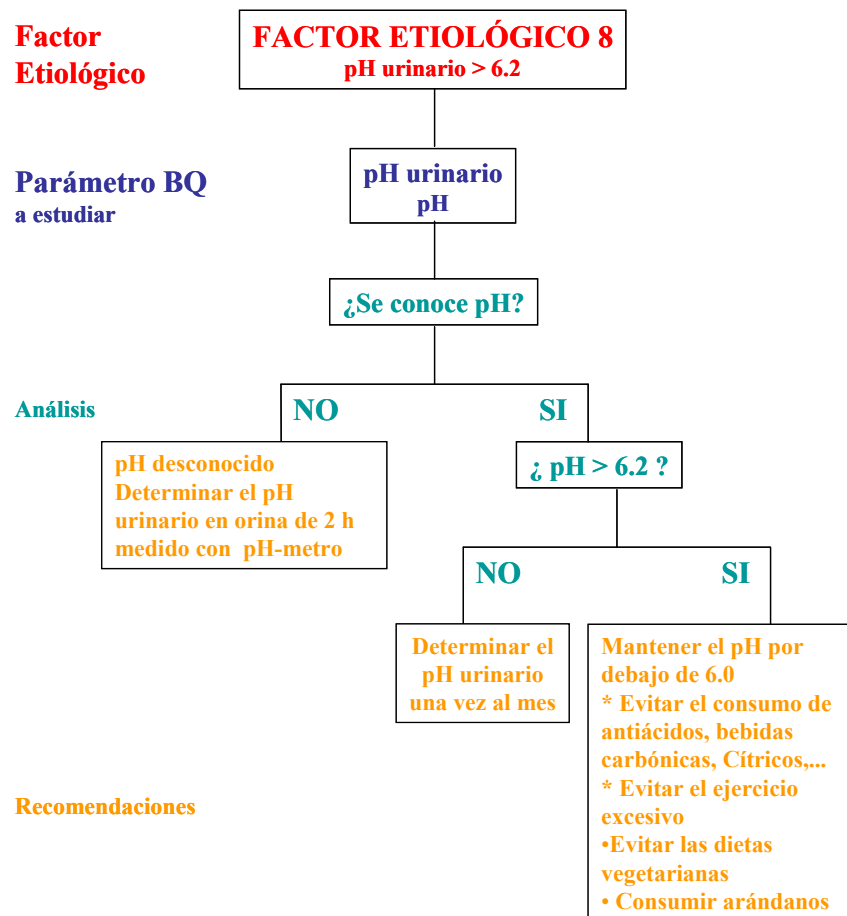 Factor
Etiológico
FACTOR ETIOLÓGICO 8
pH urinario > 6.2
Parámetro BQ
a estudiar
pH urinario
pH
¿Se conoce pH?
Análisis
NO
SI
pH desconocido
Determinar el pH
urinario en orina de 2 h
medido con pH-metro
¿ pH > 6.2 ?
NO
SI
Determinar el
pH urinario
una vez al mes
Mantener el pH por
debajo de 6.0
* Evitar el consumo de
antiácidos, bebidas
carbónicas, Cítricos,...
* Evitar el ejercicio
excesivo
•Evitar las dietas
vegetarianas
• Consumir arándanos
Recomendaciones